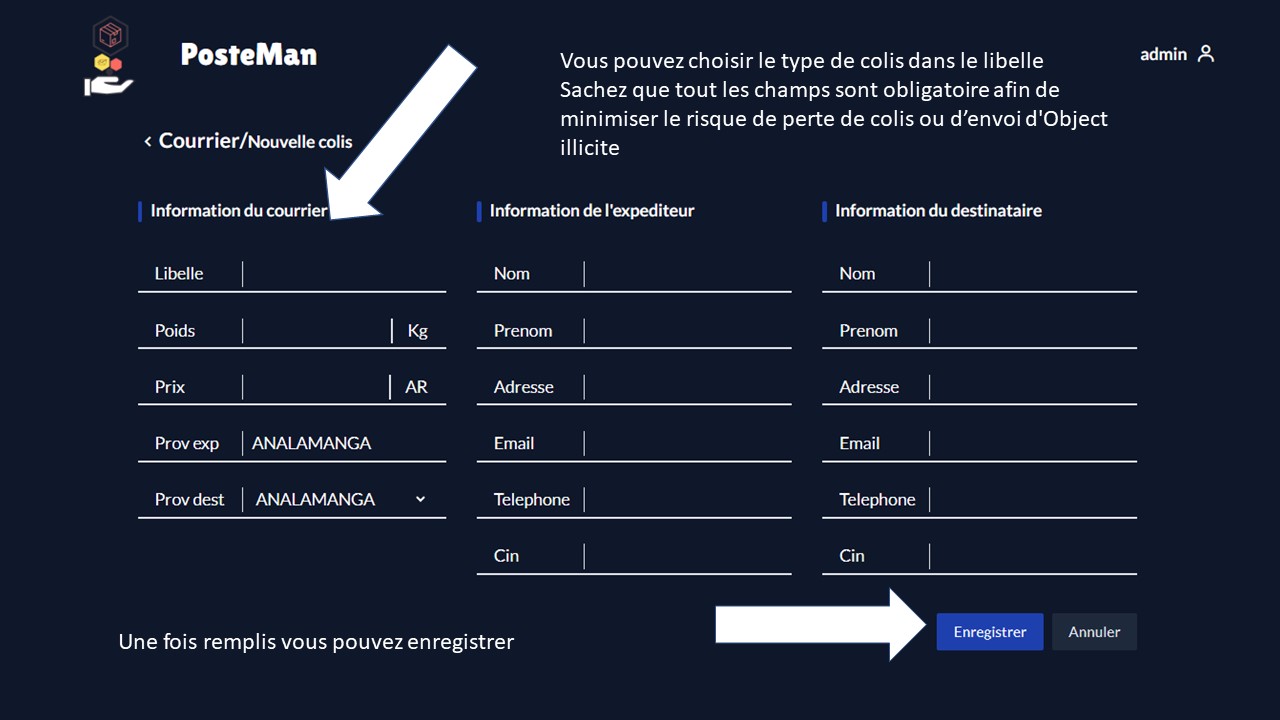 PosteMan
admin
Vous pouvez choisir le type de colis dans le libelle
Sachez que tout les champs sont obligatoire afin de
minimiser le risque de perte de colis ou d’envoi d'Object
illicite
< Courrier/Nouvelle colis
Information du courrier
Libelle
Poids Kg
Prix AR
Prov exp ANALAMANGA
Prov dest ANALAMANGA
Information de l'expediteur
Nom
Prenom
Adresse
Email
Telephone
Cin
Information du destinataire
Nom
Prenom
Adresse
Email
Telephone
Cin
Une fois remplis vous pouvez enregistrer
Enregistrer
Annuler